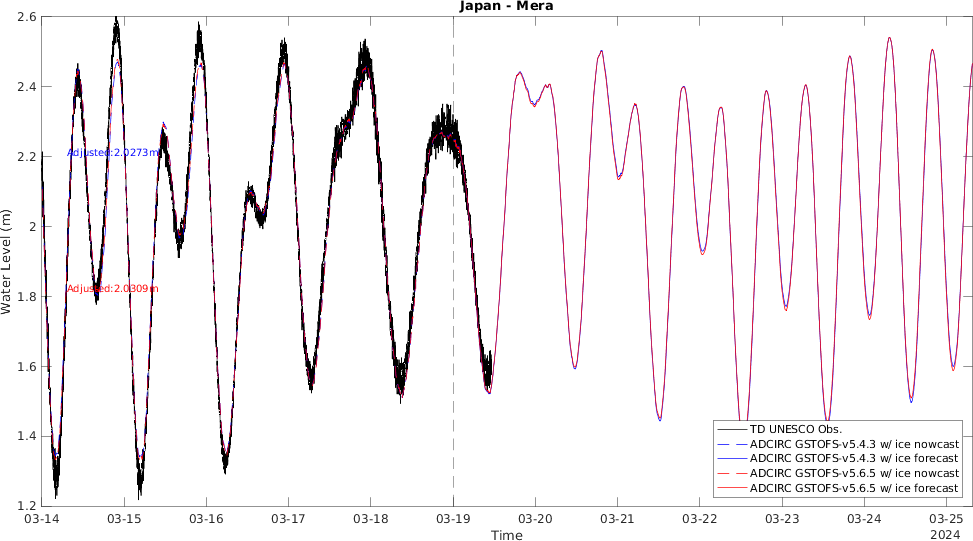 Japan - Mera
2.6
2.4
2.2
2
1.8
1.6
1.4
1.2
Water Level (m)
Adjusted:2.0273m
Adjusted:2.0309m
TD UNESCO Obs.
ADCIRC GSTOFS-v5.4.3 w/ ice nowcast
ADCIRC GSTOFS-v5.4.3 w/ ice forecast
ADCIRC GSTOFS-v5.6.5 w/ ice nowcast
ADCIRC GSTOFS-v5.6.5 w/ ice forecast
03-14 03-15 03-16 03-17 03-18 03-19 03-20 03-21 03-22 03-23 03-24 03-25
Time
2024